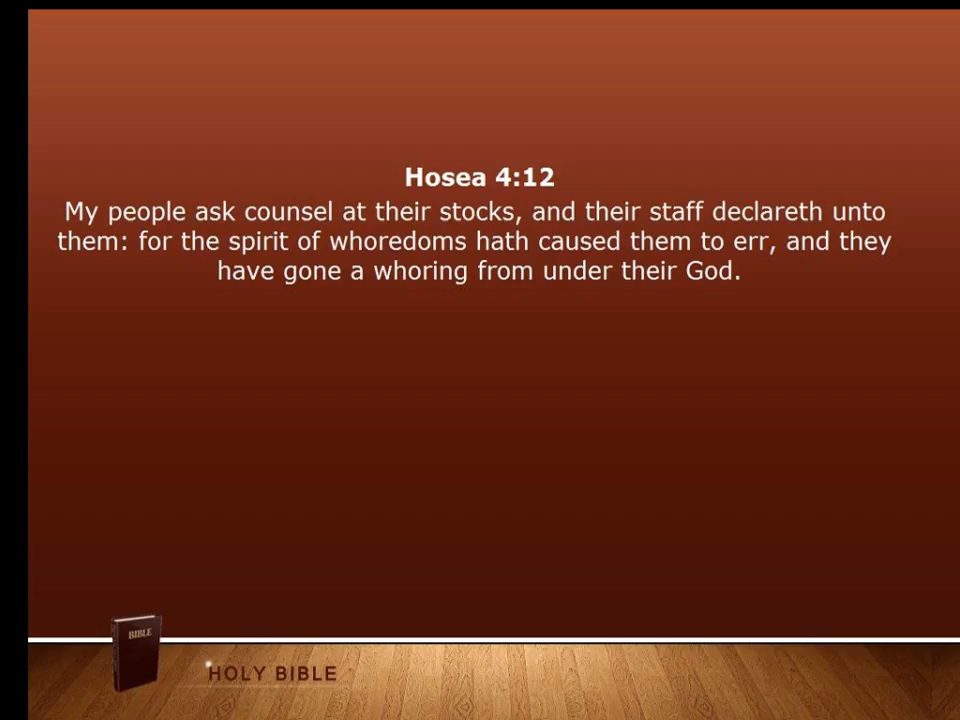 Hosea 4:12
My people ask counsel at their stocks, and their staff declareth unto
them: for the spirit of whoredoms hath caused them to err, and they
have gone a whoring from under their God.
BIBLE
HOLY BIBLE